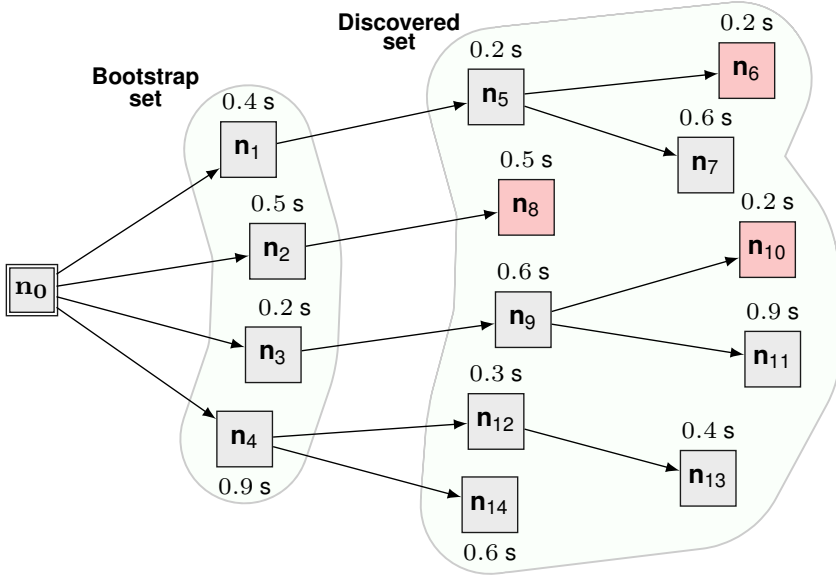 Discovered
set
0.2 s
n6
0.2 s
n5
Bootstrap
set
0.4 s
n1
0.6 s
n7
0.5 s
n8
0.5 s
n2
0.2 s
n10
n0
0.6 s
n9
0.2 s
n3
0.9 s
n11
0.3 s
n12
n4
0.9 s
0.4 s
n13
n14
0.6 s